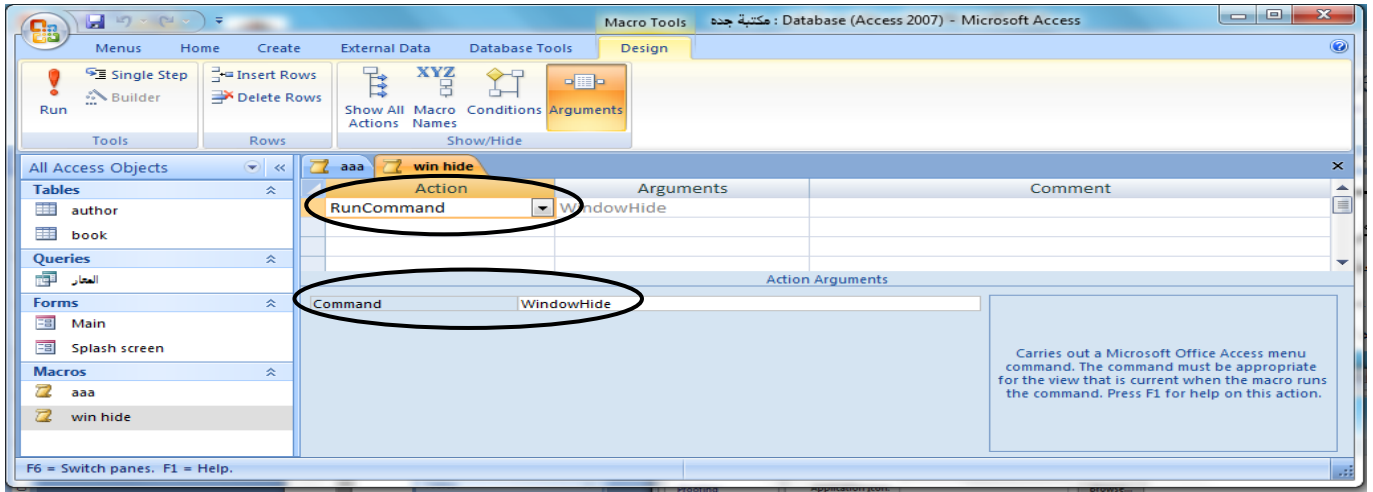 Macro Tools مكتبة جده : Database (Access 2007) - Microsoft Access
Menus Home Create External Data Database Tools Design
Run
Single Step
Builder
Tools
Insert Rows
Delete Rows
Rows
Show All Actions
XYZ
Macro Names
Conditions
Arguments
Show/Hide
All Access Objects
Tables
author
book
Queries
المعار
Forms
Main
Splash screen
Macros
aaa
win hide
aaa win hide
Action Arguments Comment
RunCommand WindowHide
Action Arguments
Command WindowHide
Carries out a Microsoft Office Access menu
command. The command must be appropriate
for the view that is current when the macro runs
the command. Press F1 for help on this action.
F6 = Switch panes. F1 = Help.